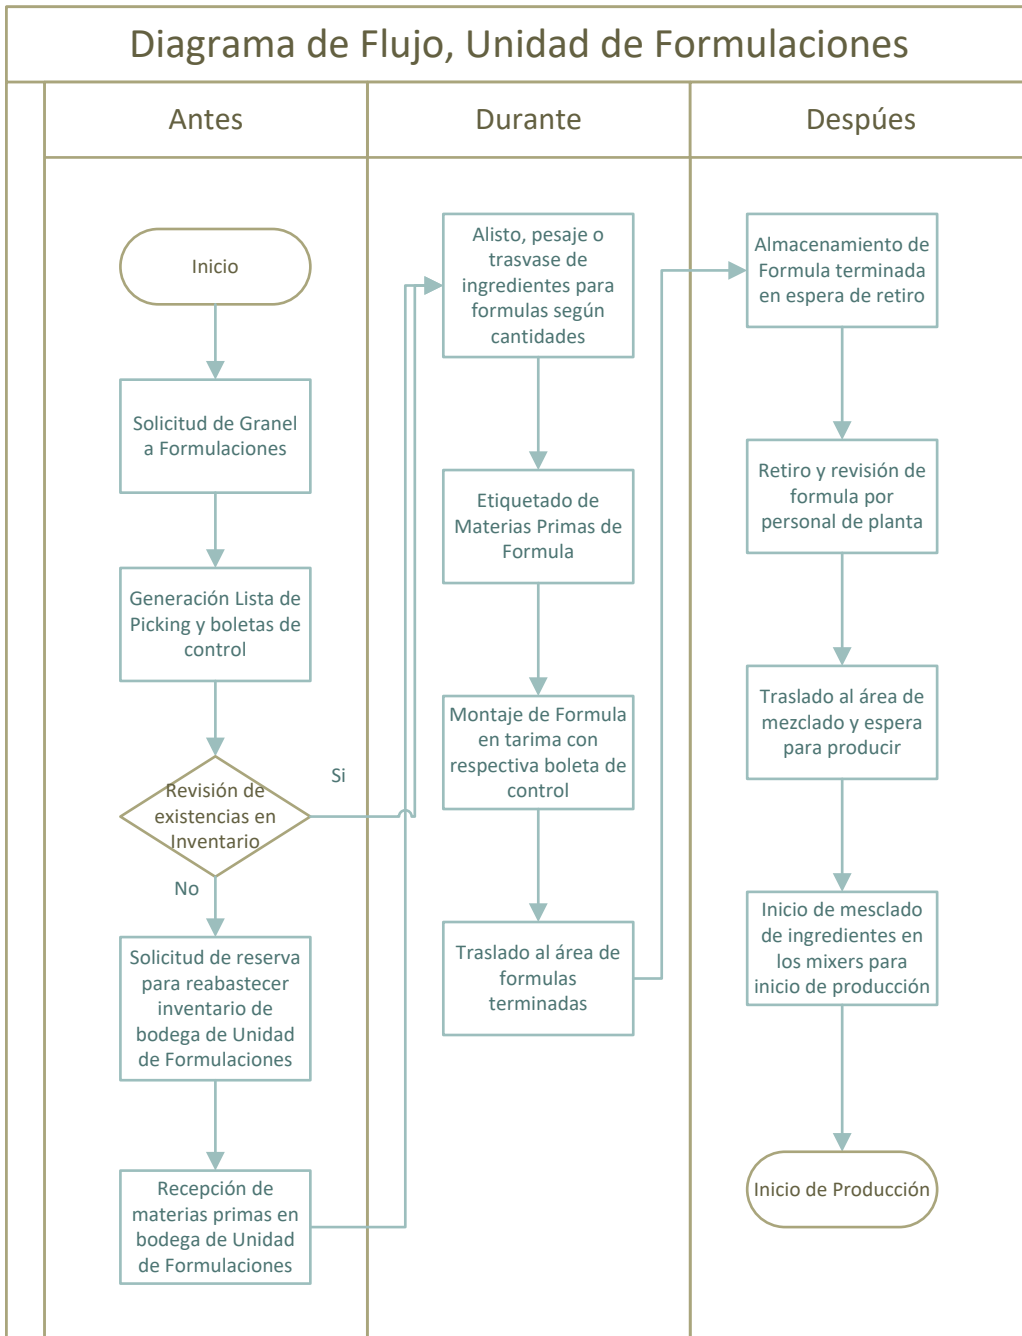 Diagrama de Flujo, Unidad de Formulaciones
Antes
Durante
Despúes
Inicio
Solicitud de Granel
a Formulaciones
Generación Lista de
Picking y boletas de
control
Revisión de
existencias en
Inventario
Si
No
Solicitud de reserva
para reabastecer
inventario de
bodega de Unidad
de Formulaciones
Recepción de
materias primas en
bodega de Unidad
de Formulaciones
Alisto, pesaje o
trasvase de
ingredientes para
formulas según
cantidades
Etiquetado de
Materias Primas de
Formula
Montaje de Formula
en tarima con
respectiva boleta de
control
Traslado al área de
formulas
terminadas
Almacenamiento de
Formula terminada
en espera de retiro
Retiro y revisión de
formula por
personal de planta
Traslado al área de
mezclado y espera
para producir
Inicio de mesclado
de ingredientes en
los mixers para
inicio de producción
Inicio de Producción